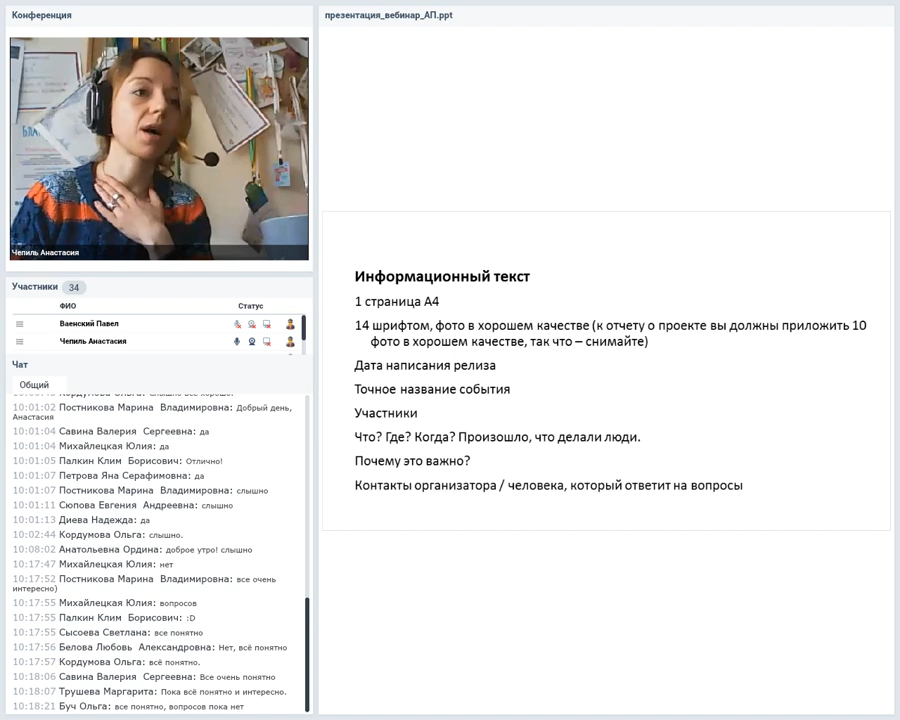 Конференция
БЛА
Чепиль Анастасия
Участники 34
ФИО Статус
Ваенский Павел
Чепиль Анастасия
Чат
Общий
10:01:02 Постникова Марина Владимировна: Добрый день,
Анастасия
10:01:04 Савина Валерия Сергеевна: да
10:01:04 Михайлецкая Юлия: да
10:01:05 Палкин Клим Борисович: Отлично!
10:01:07 Петрова Яна Серафимовна: да
10:01:07 Постникова Марина Владимировна: слышно
10:01:11 Сюпова Евгения Андреевна: слышно
10:01:13 Диева Надежда: да
10:02:44 Кордумова Ольга: слышно.
10:08:02 Анатольевна Ордина: доброе утро! слышно
10:17:47 Михайлецкая Юлия: нет
10:17:52 Постникова Марина Владимировна: все очень
интересно)
10:17:55 Михайлецкая Юлия: вопросов
10:17:55 Палкин Клим Борисович: :D
10:17:55 Сысоева Светлана: все понятно
10:17:56 Белова Любовь Александровна: Нет, всё понятно
10:17:57 Кордумова Ольга: всё понятно.
10:18:06 Савина Валерия Сергеевна: Все очень понятно
10:18:07 Трушева Маргарита: Пока всё понятно и интересно.
10:18:21 Буч Ольга: все понятно, вопросов пока нет
презентация_вебинар_АП.ppt
Информационный текст
1 страница А4
14 шрифтом, фото в хорошем качестве (к отчету о проекте вы должны приложить 10
фото в хорошем качестве, так что – снимайте)
Дата написания релиза
Точное название события
Участники
Что? Где? Когда? Произошло, что делали люди.
Почему это важно?
Контакты организатора / человека, который ответит на вопросы